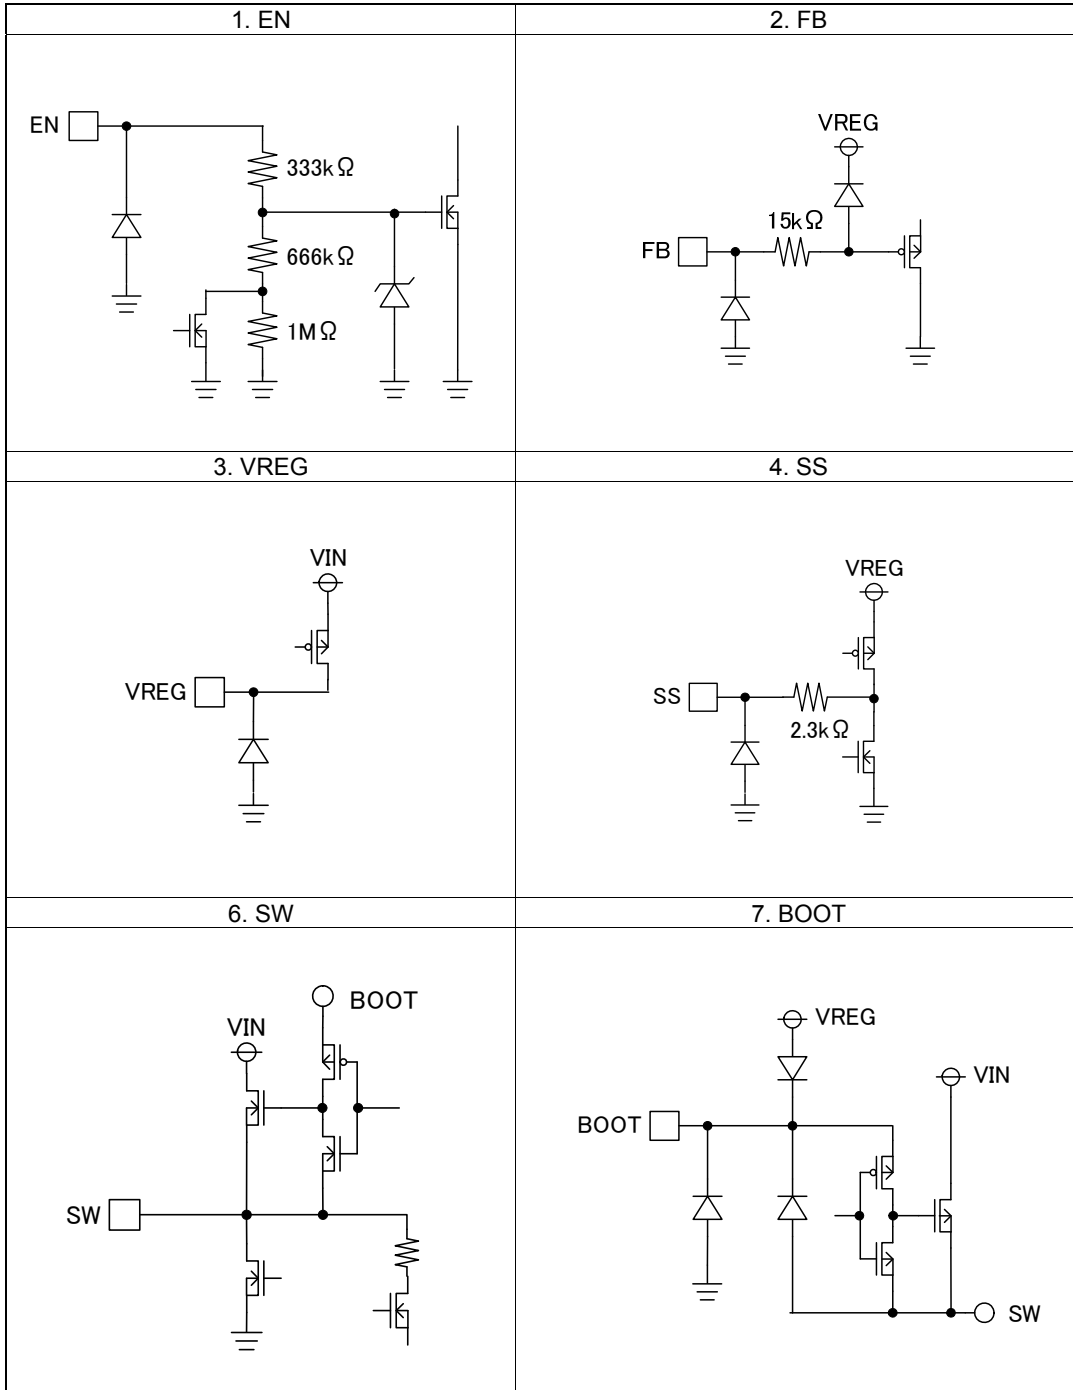 1. EN
2. FB
EN
333kΩ
666kΩ
1MΩ
VREG
15kΩ
FB
3. VREG
4. SS
VIN
VREG
VREG
SS
2.3kΩ
6. SW
7. BOOT
BOOT
VIN
SW
VREG
VIN
BOOT
SW